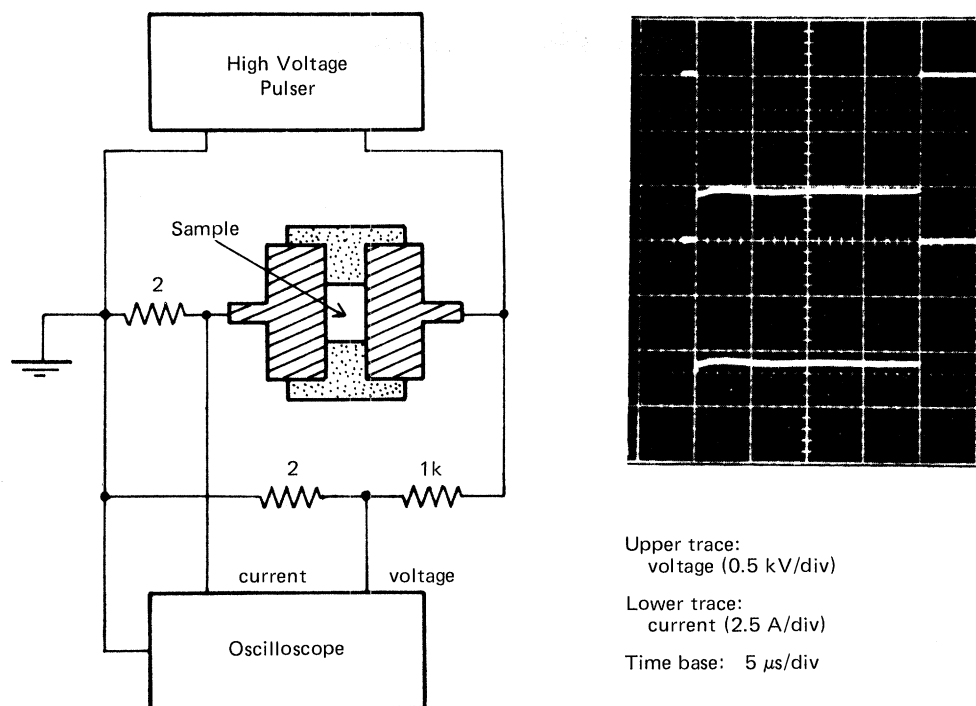 High Voltage
Pulser
Sample
2
2
1k
current
voltage
Oscilloscope
Upper trace:
voltage (0.5 kV/div)
Lower trace:
current (2.5 A/div)
Time base: 5 μs/div